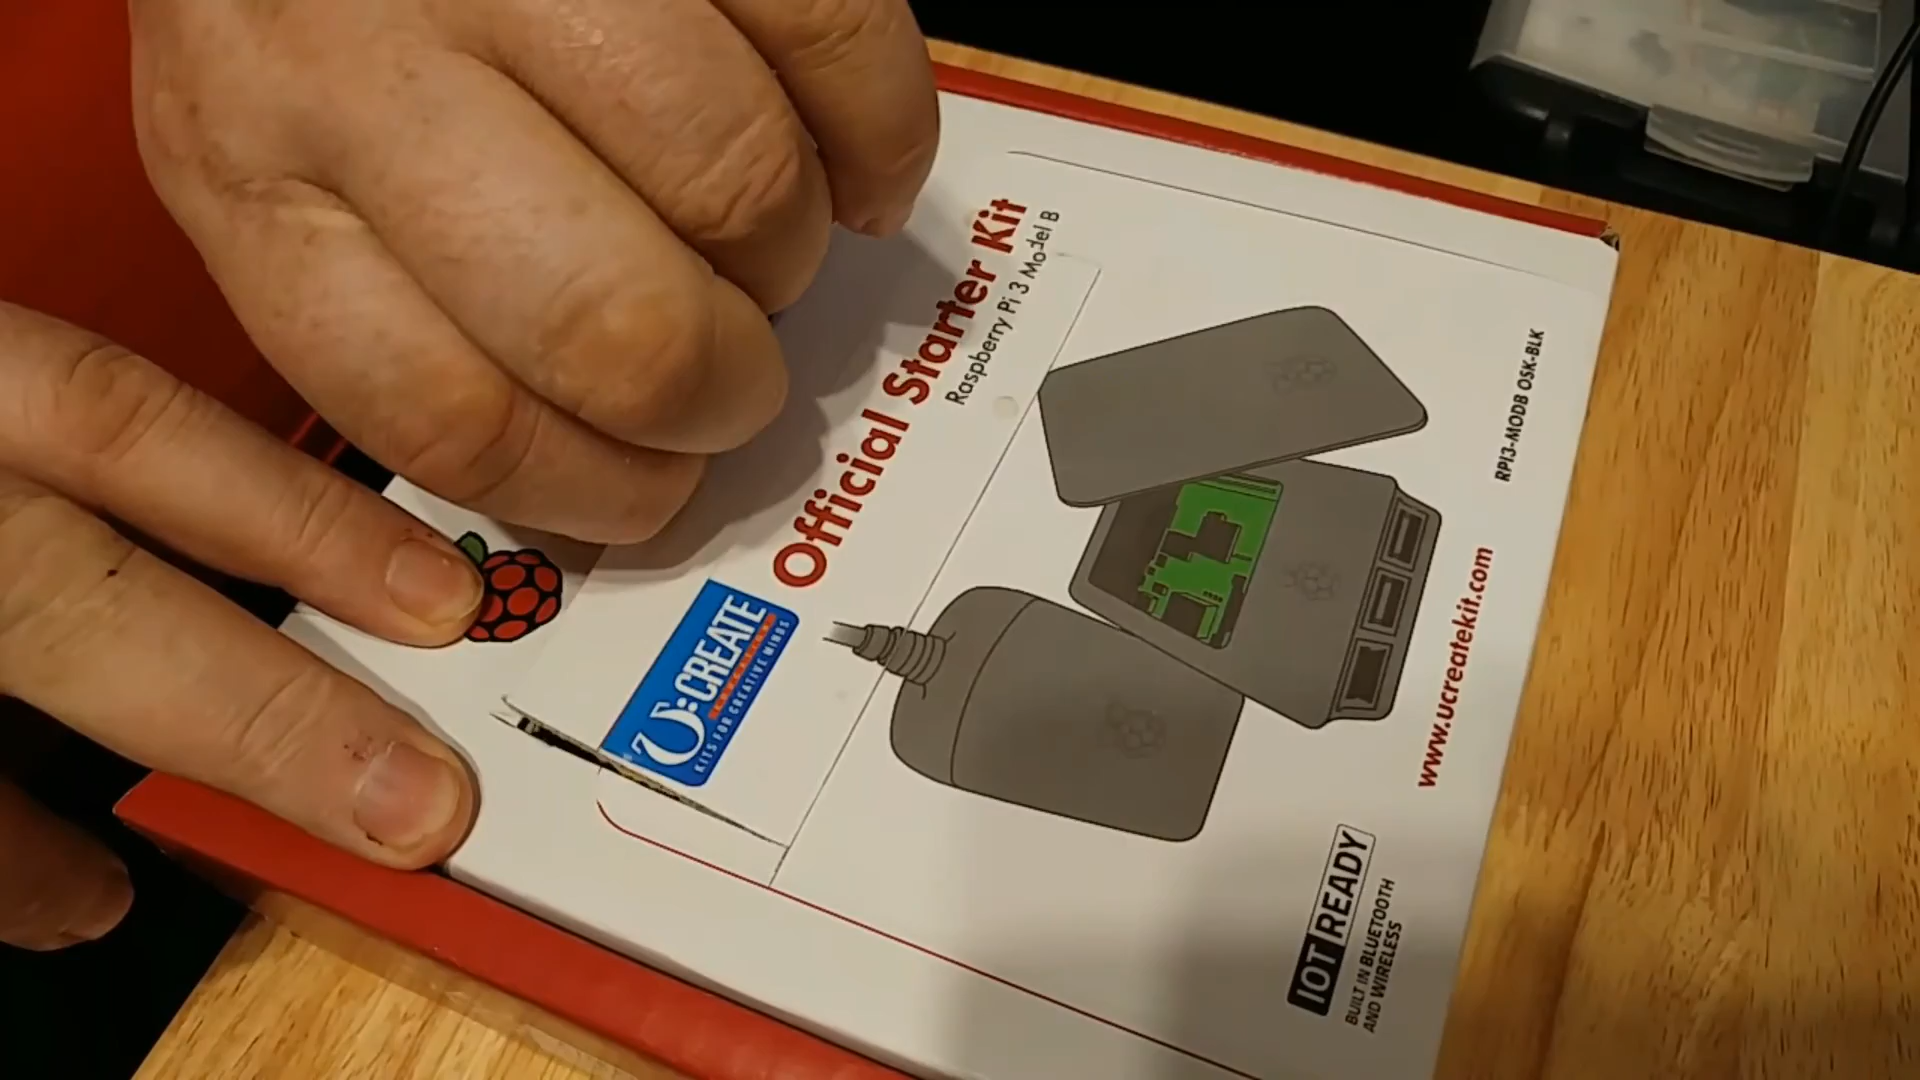 Official Starter Kit
Raspberry Pi 3 Model B
U:CREATE
KITS FOR CREATIVE MINDS
RPI3-MODB OSK-BLK
www.ucreatekit.com
IOT READY
BUILT IN BLUETOOTH
AND WIRELESS